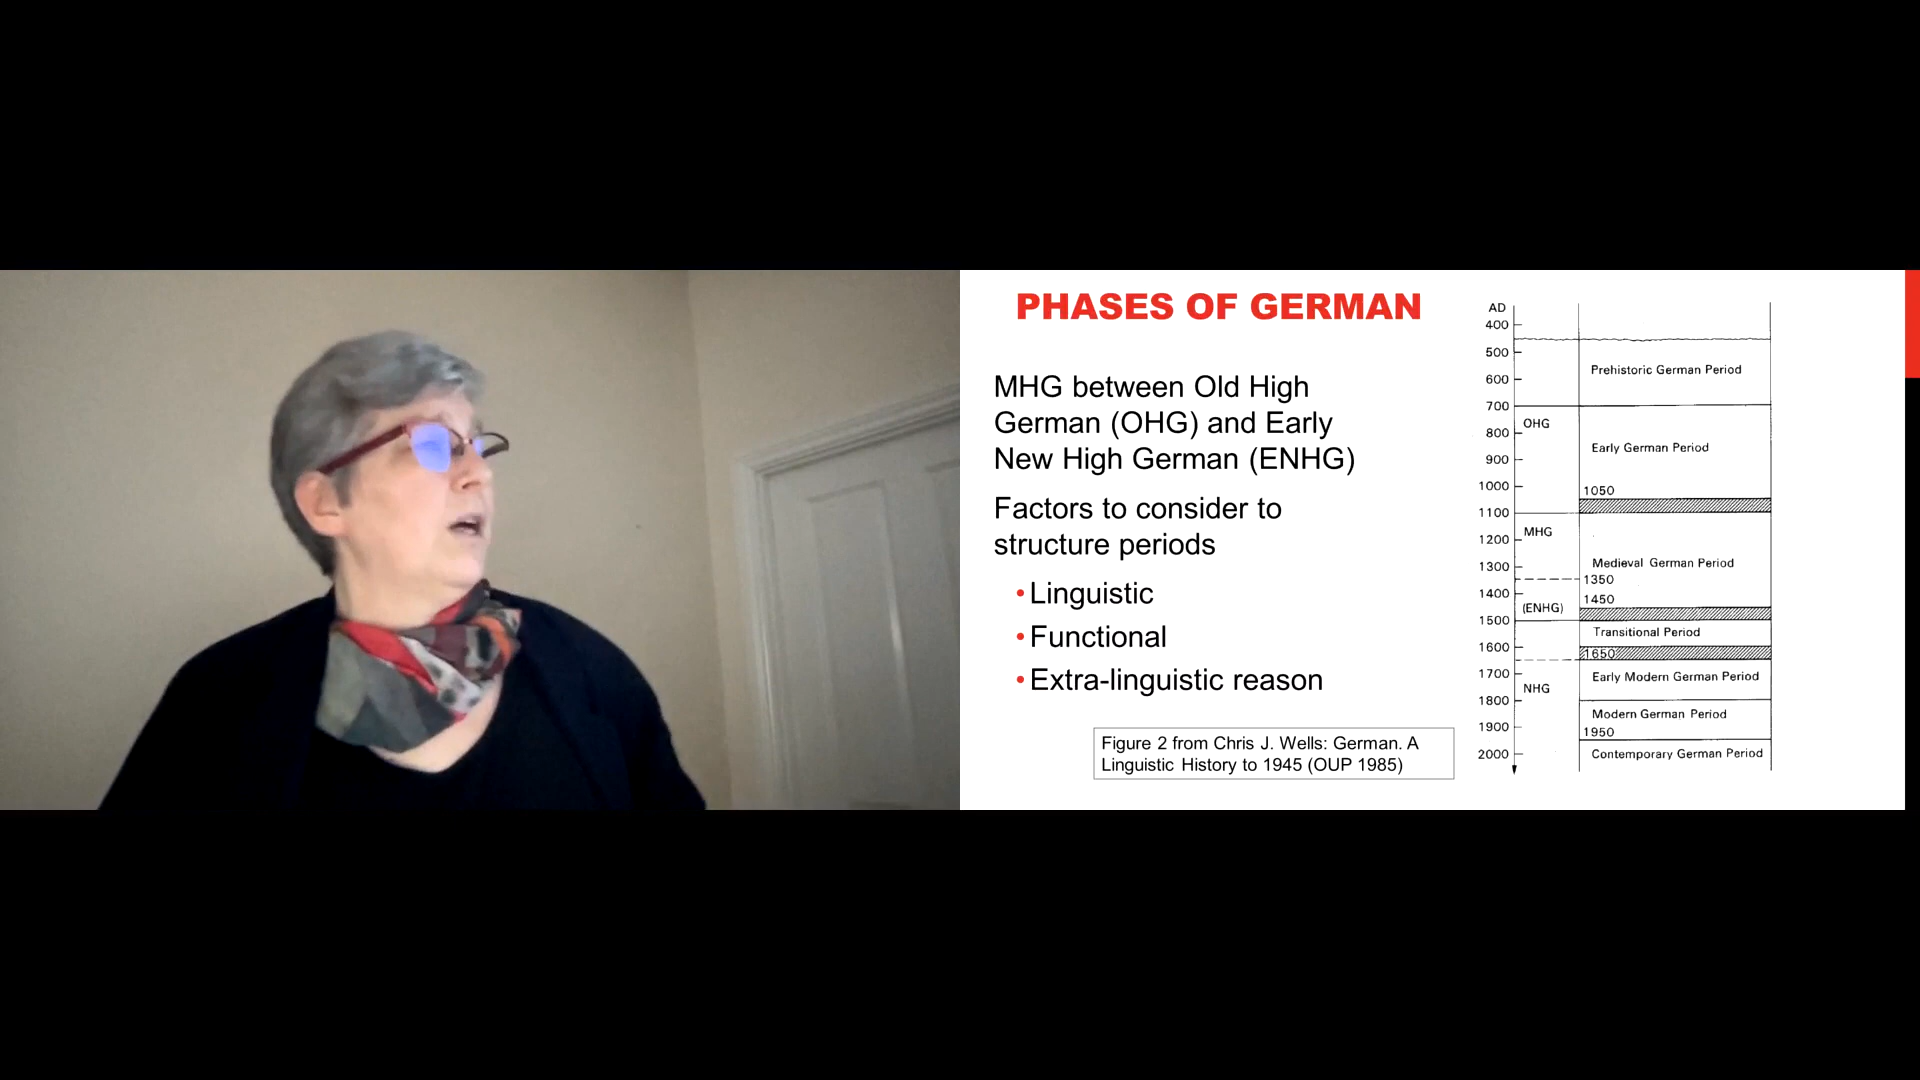 PHASES OF GERMAN
MHG between Old High
German (OHG) and Early
New High German (ENHG)
Factors to consider to
structure periods
•Linguistic
•Functional
•Extra-linguistic reason
Figure 2 from Chris J. Wells: German. A
Linguistic History to 1945 (OUP 1985)
AD
400
500
600
Prehistoric German Period
700
OHG
800
Early German Period
900
1000
1050
1100
MHG
1200
Medieval German Period
1300
1350
1400
1450
(ENHG)
1500
Transitional Period
1600
1650
1700
Early Modern German Period
NHG
1800
Modern German Period
1900
1950
2000
Contemporary German Period